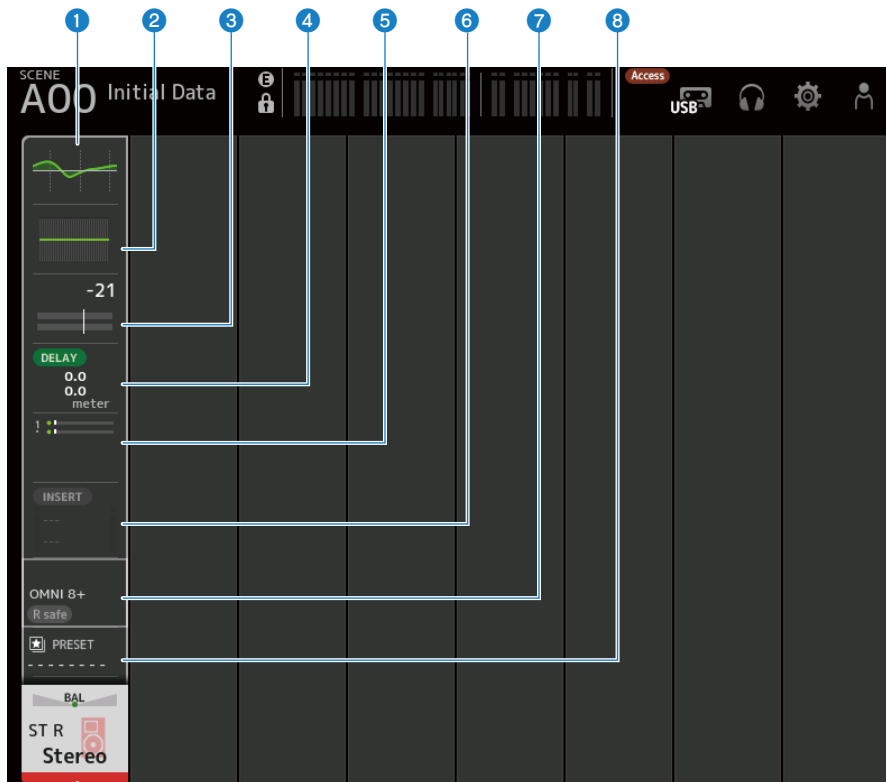 1 2 3 4 5 6 7 8
SCENE
A00 Initial Data
E
Access
USB
-21
DELAY
0.0
0.0
meter
1
INSERT
---
---
OMNI 8+
R safe
PRESET
--------
BAL
ST R
Stereo